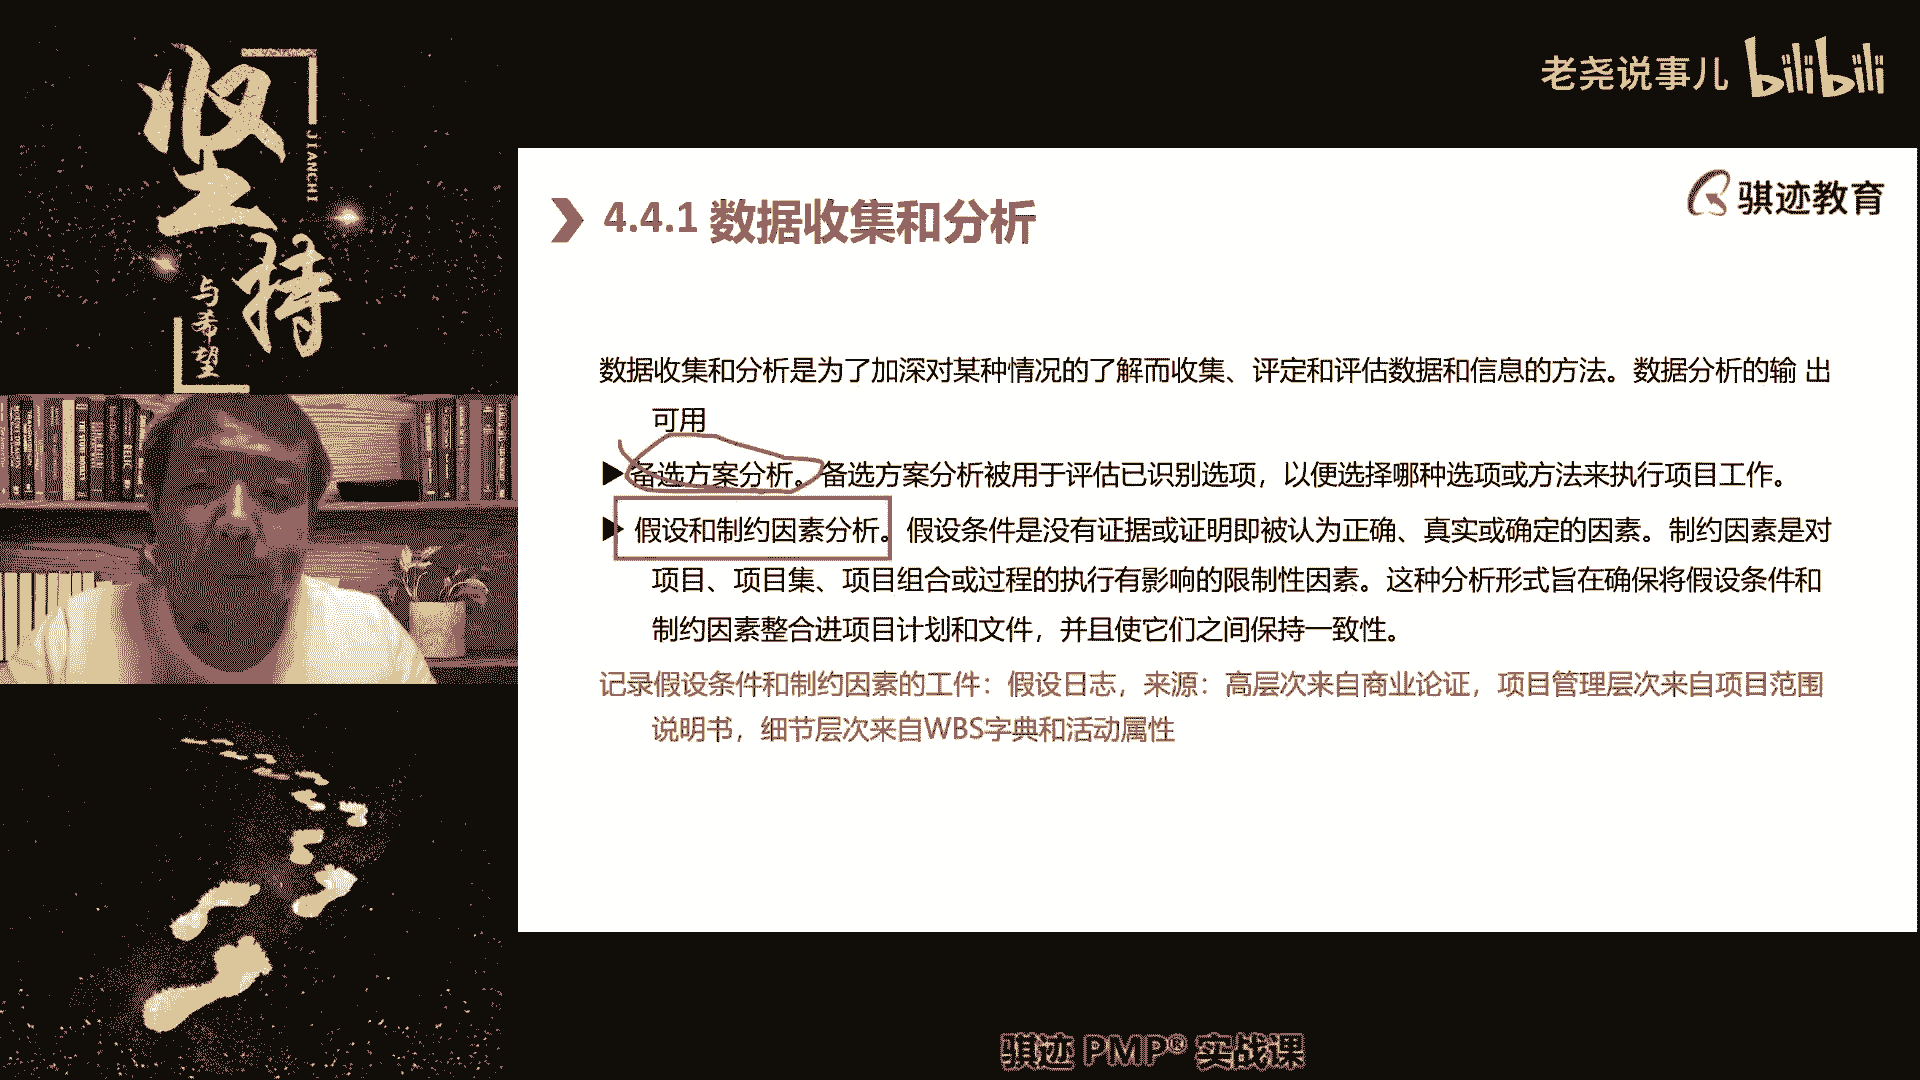 坚持
JIANCHI
与希望
老尧说事儿 bilibili
骐迹教育
4.4.1 数据收集和分析
数据收集和分析是为了加深对某种情况的了解而收集、评定和评估数据和信息的方法。数据分析的输 出
可用
▶备选方案分析。备选方案分析被用于评估已识别选项，以便选择哪种选项或方法来执行项目工作。
▶ 假设和制约因素分析。假设条件是没有证据或证明即被认为正确、真实或确定的因素。制约因素是对
项目、项目集、项目组合或过程的执行有影响的限制性因素。这种分析形式旨在确保将假设条件和
制约因素整合进项目计划和文件，并且使它们之间保持一致性。
记录假设条件和制约因素的工件：假设日志，来源：高层次来自商业论证，项目管理层次来自项目范围
说明书，细节层次来自WBS字典和活动属性
骐迹 PMP® 实战课